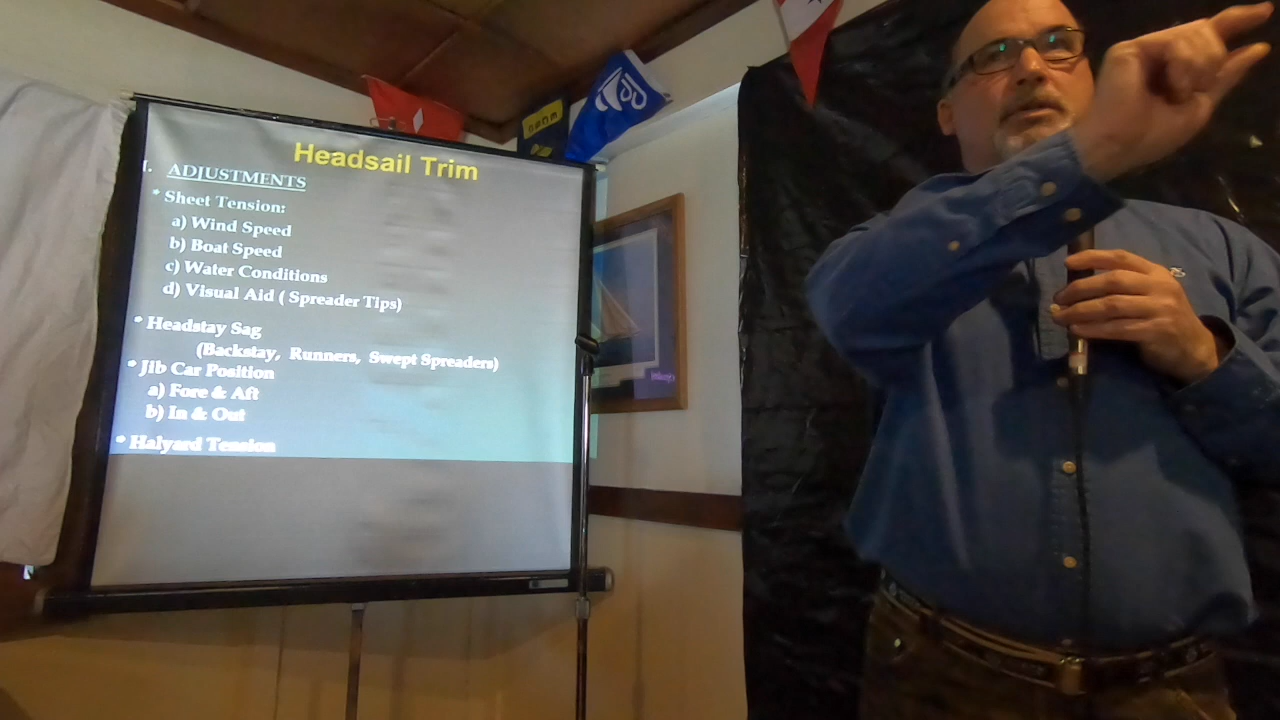 Headsail Trim
I. ADJUSTMENTS
* Sheet Tension:
a) Wind Speed
b) Boat Speed
c) Water Conditions
d) Visual Aid ( Spreader Tips)
* Headstay Sag
(Backstay, Runners, Swept Spreaders)
* Jib Car Position
a) Fore & Aft
b) In & Out
* Halyard Tension